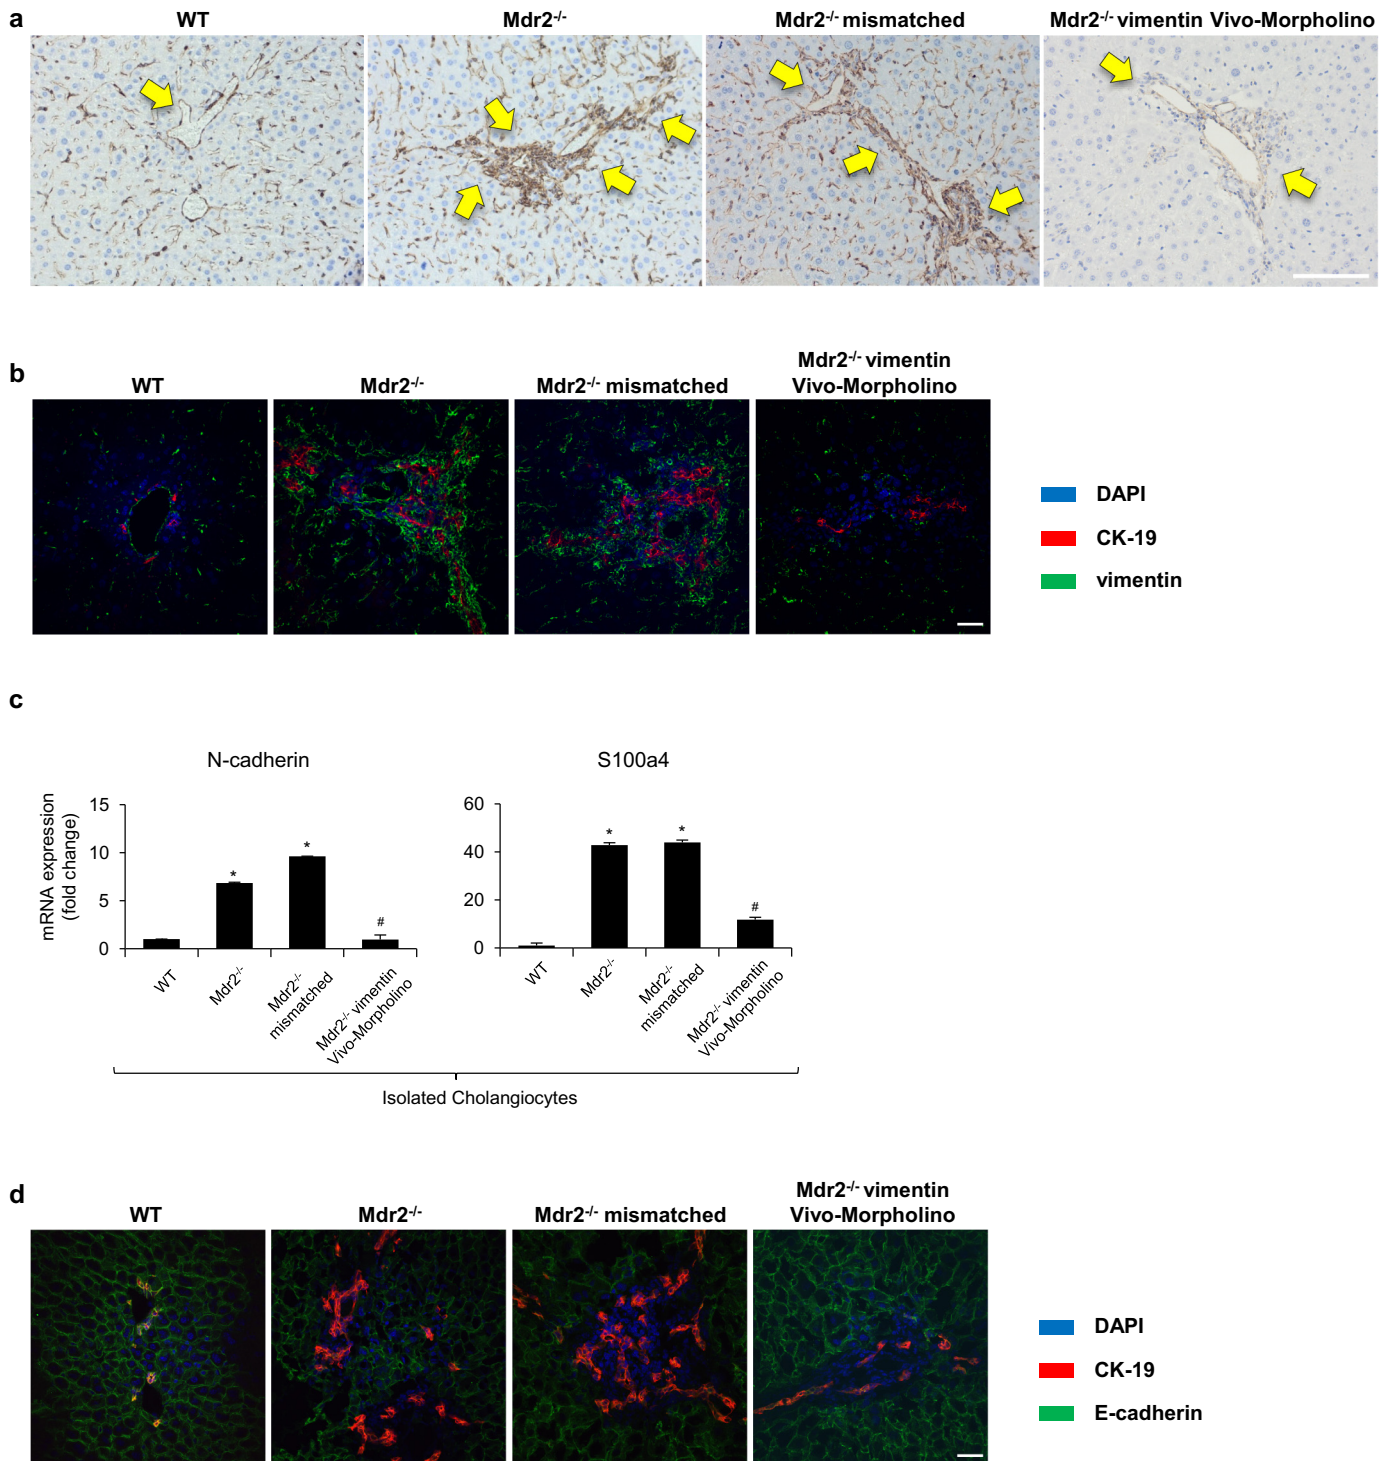 a
WT
Mdr2-/-
Mdr2-/- mismatched
Mdr2-/- vimentin Vivo-Morpholino
b
WT
Mdr2-/-
Mdr2-/- mismatched
Mdr2-/- vimentin
Vivo-Morpholino
DAPI
CK-19
vimentin
c
N-cadherin
mRNA expression
(fold change)
15
10
5
0
*
*
#
WT
Mdr2-/-
Mdr2-/-
mismatched
Mdr2-/- vimentin
Vivo-Morpholino
S100a4
60
40
20
0
*
*
#
WT
Mdr2-/-
Mdr2-/-
mismatched
Mdr2-/- vimentin
Vivo-Morpholino
Isolated Cholangiocytes
d
WT
Mdr2-/-
Mdr2-/- mismatched
Mdr2-/- vimentin
Vivo-Morpholino
DAPI
CK-19
E-cadherin